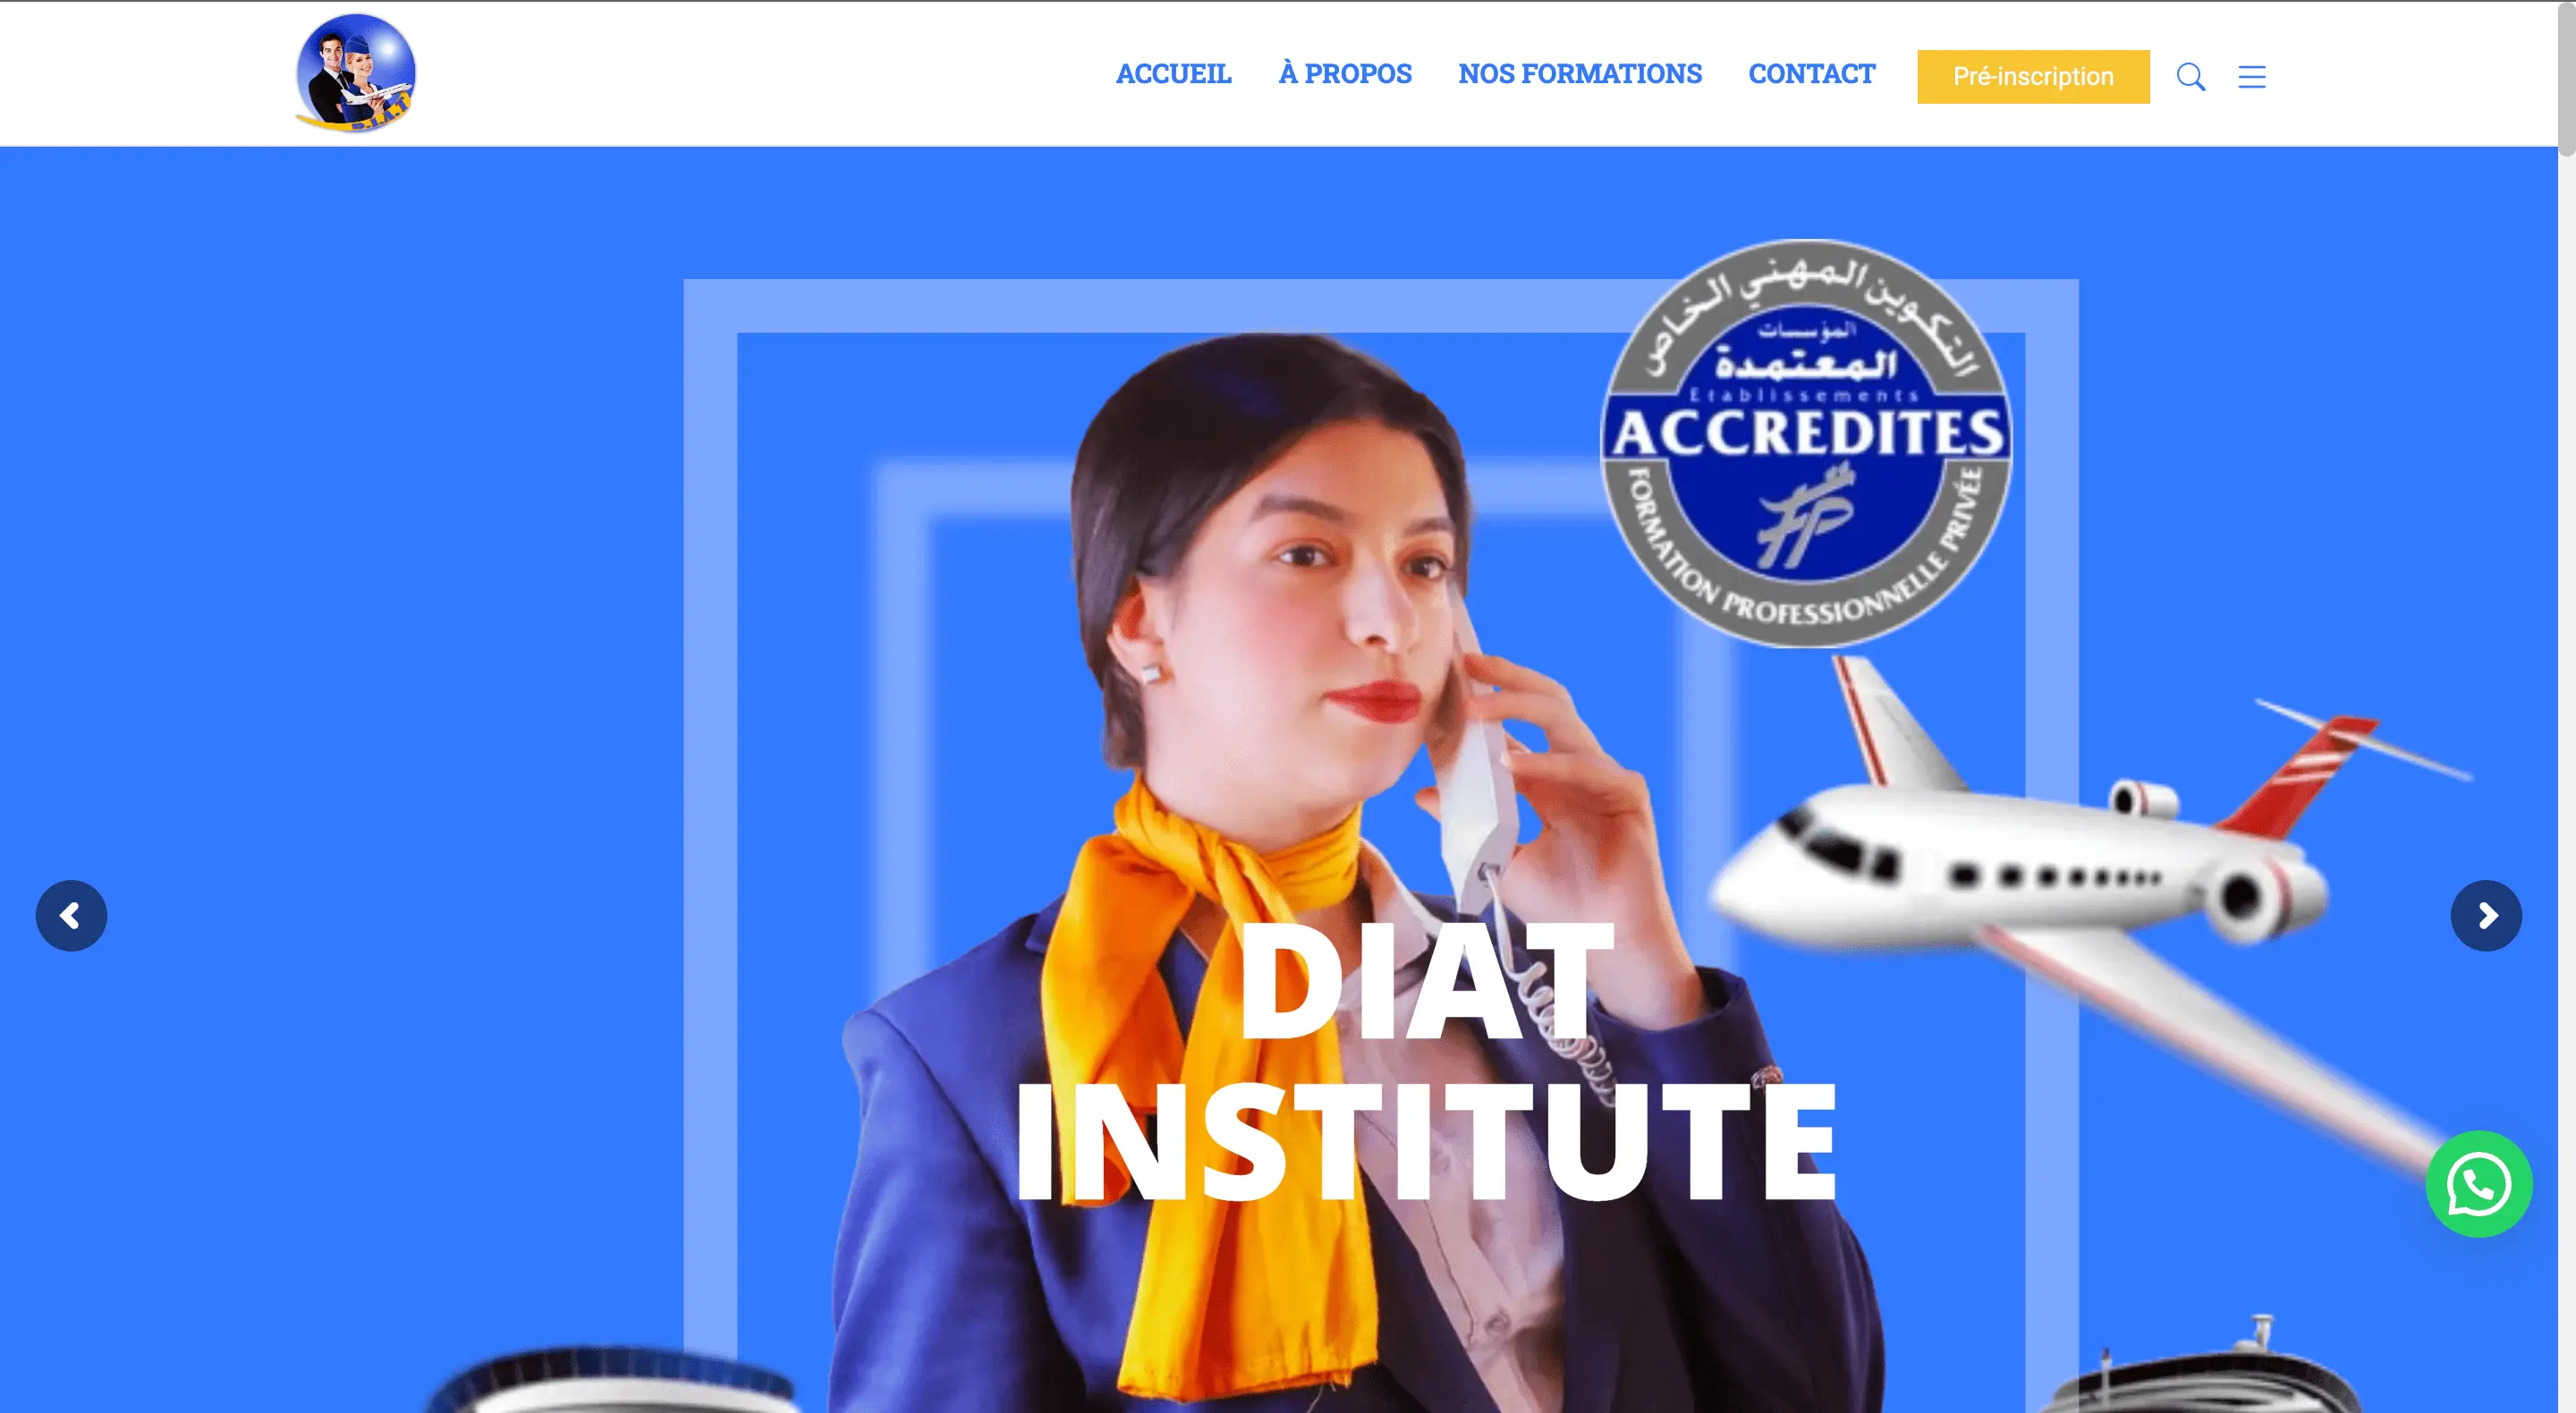 D.I.A.T
ACCUEIL
À PROPOS
NOS FORMATIONS
CONTACT
Pré-inscription
التكوين المهني الخاص
المؤسسات
المعتمدة
Etablissements
ACCREDITES
FP
FORMATION PROFESSIONNELLE PRIVÉE
DIAT
INSTITUTE